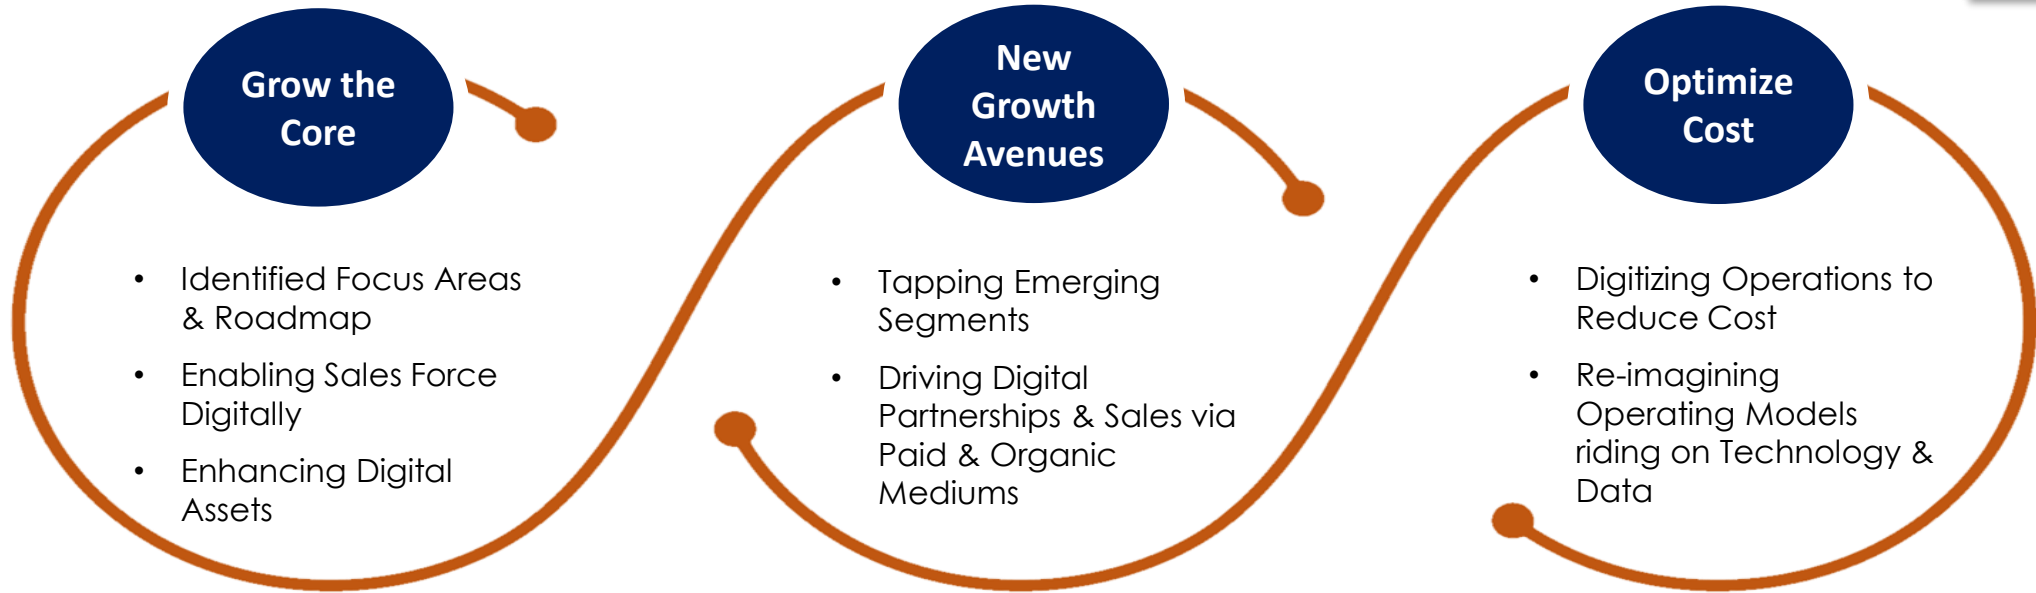 Grow the
Core
• Identified Focus Areas
& Roadmap
• Enabling Sales Force
Digitally
• Enhancing Digital
Assets
New
Growth
Avenues
• Tapping Emerging
Segments
• Driving Digital
Partnerships & Sales via
Paid & Organic
Mediums
Optimize
Cost
• Digitizing Operations to
Reduce Cost
• Re-imagining
Operating Models
riding on Technology &
Data